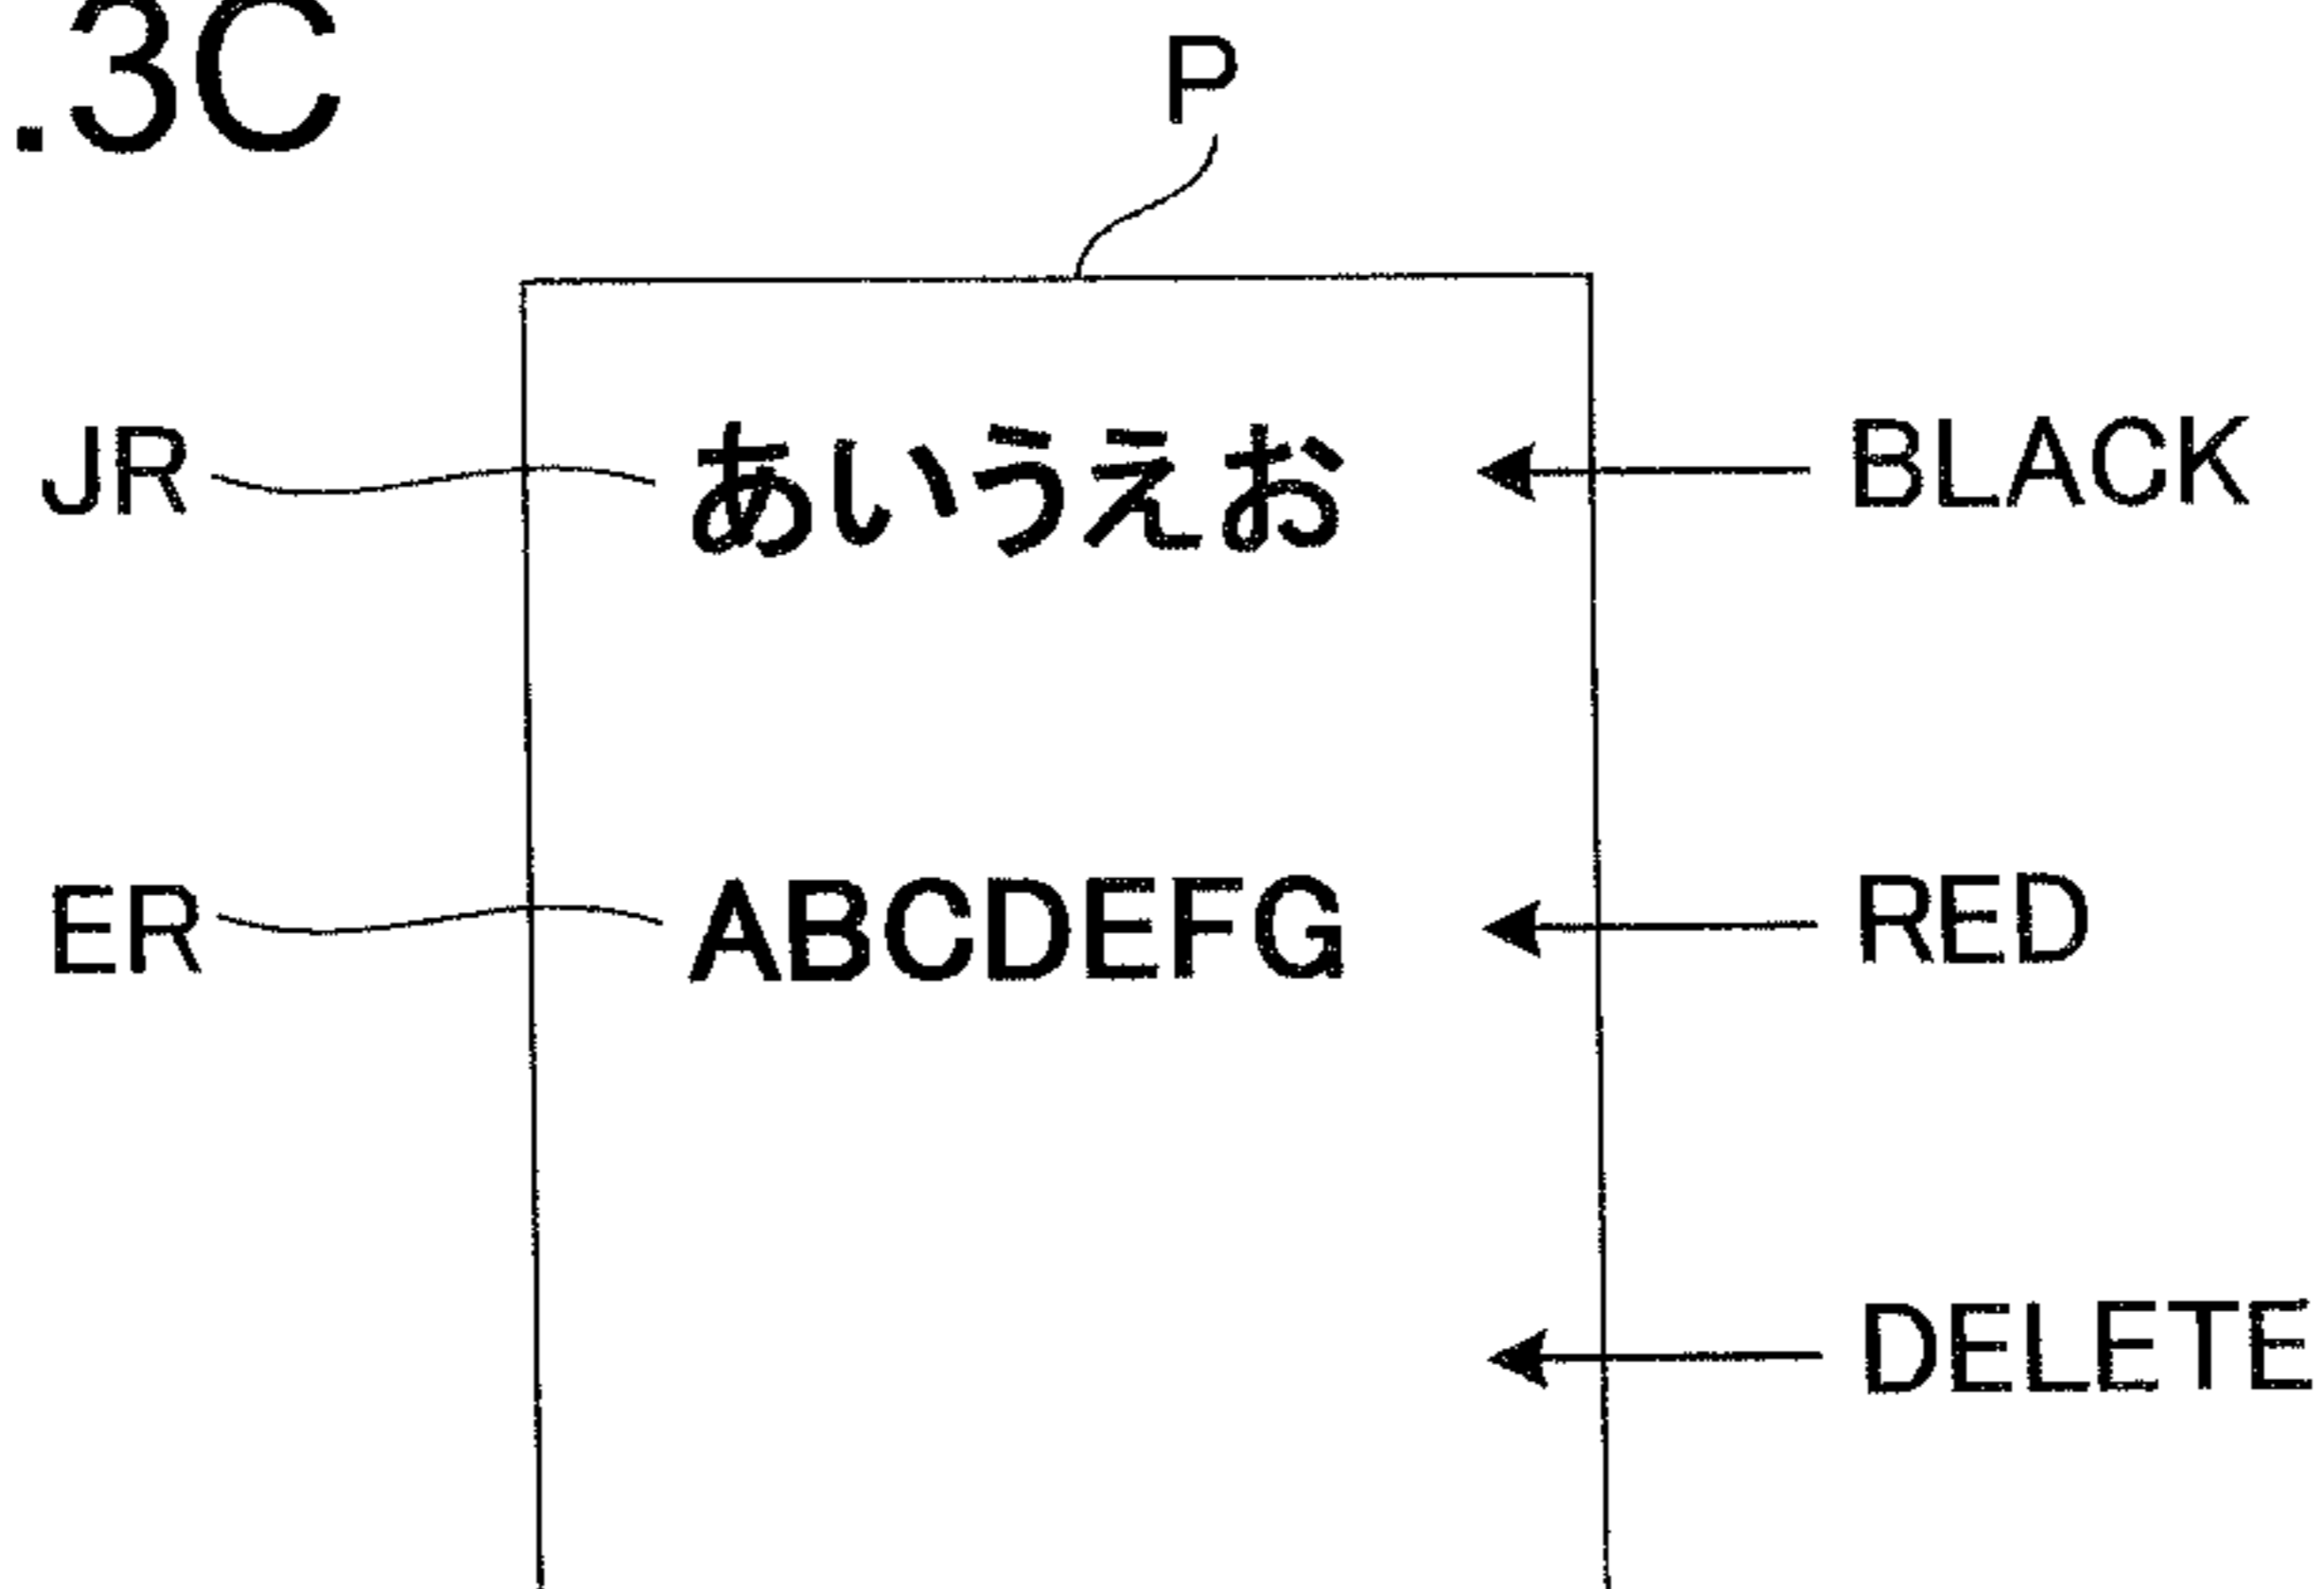 .3C
P
JR あいうえお BLACK
ER ABCDEFG RED
DELETE